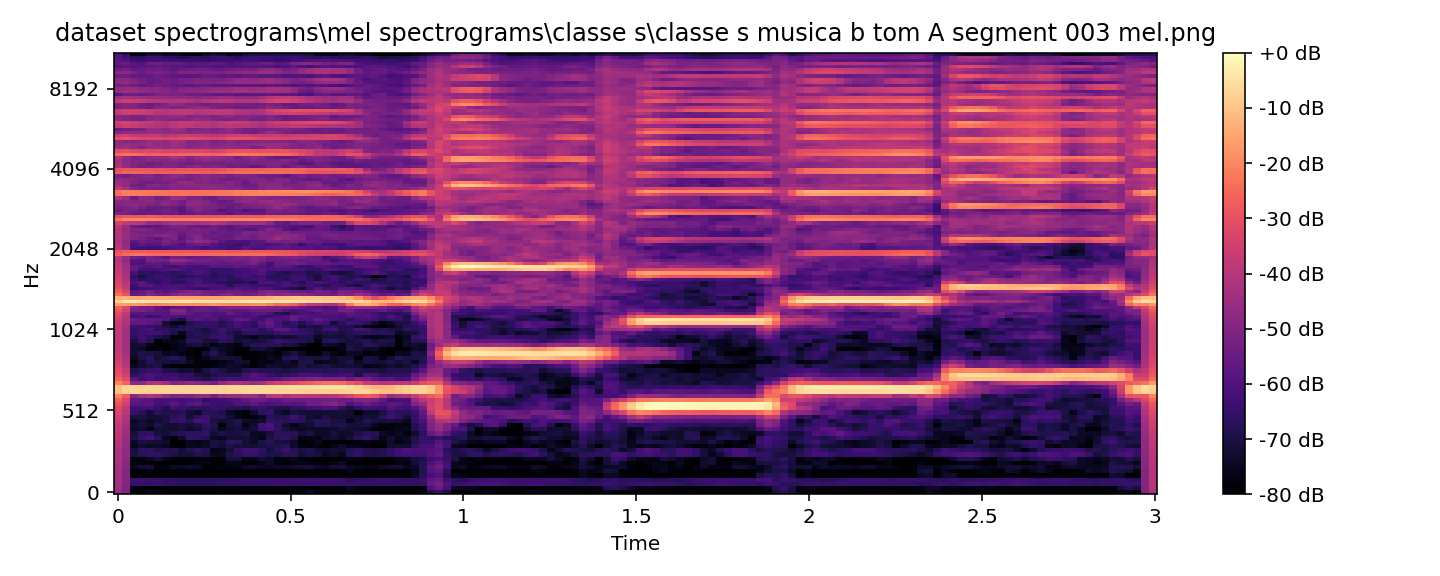 dataset spectrograms\mel spectrograms\classe s\classe s musica b tom A segment 003 mel.png
8192
4096
2048
1024
512
0
Hz
0
0.5
1
1.5
2
2.5
3
Time
+0 dB
-10 dB
-20 dB
-30 dB
-40 dB
-50 dB
-60 dB
-70 dB
-80 dB